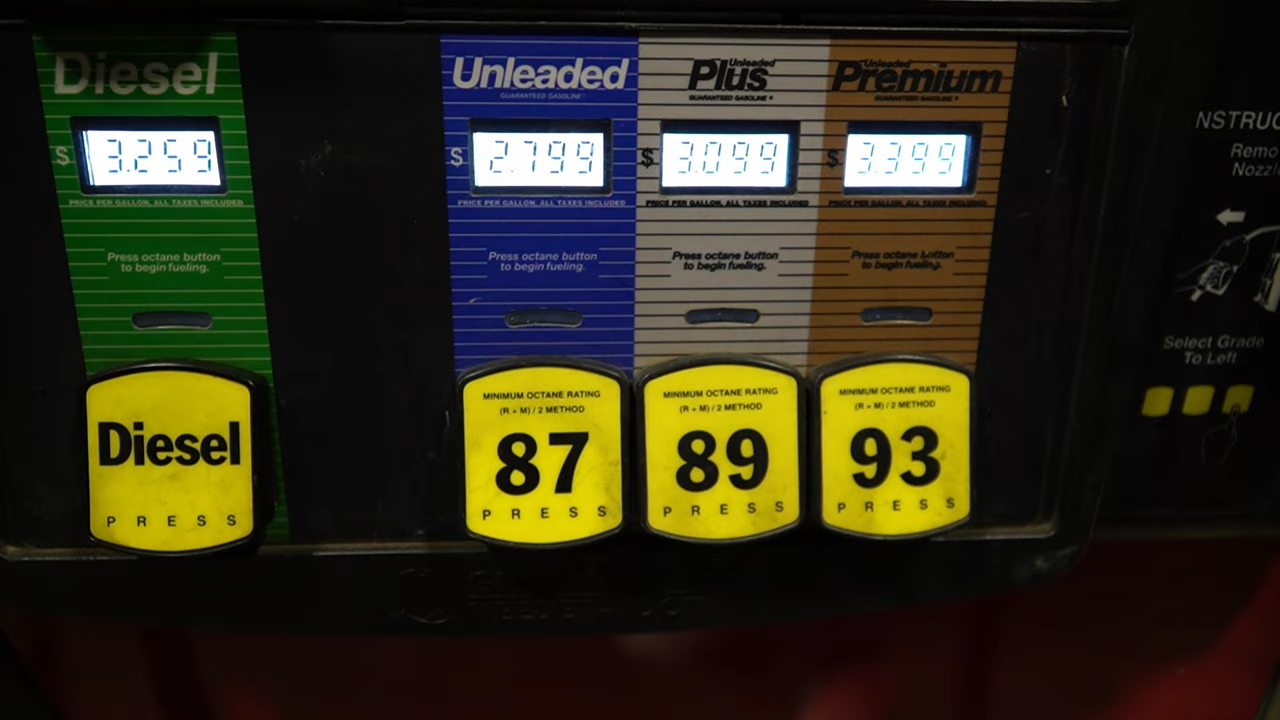 Diesel
$ 3.259
PRICE PER GALLON, ALL TAXES INCLUDED
Press octane button
to begin fueling.
Diesel
PRESS
Unleaded
GUARANTEED GASOLINE
$ 2.799
PRICE PER GALLON, ALL TAXES INCLUDED
Press octane button
to begin fueling.
MINIMUM OCTANE RATING
(R + M) / 2 METHOD
87
PRESS
Unleaded
Plus
GUARANTEED GASOLINE
$ 3.099
PRICE PER GALLON, ALL TAXES INCLUDED
Press octane button
to begin fueling.
MINIMUM OCTANE RATING
(R + M) / 2 METHOD
89
PRESS
Unleaded
Premium
GUARANTEED GASOLINE
$ 3.399
PRICE PER GALLON, ALL TAXES INCLUDED
Press octane button
to begin fueling.
MINIMUM OCTANE RATING
(R + M) / 2 METHOD
93
PRESS
NSTRUC
Remo
Nozzl
Select Grade
To Left